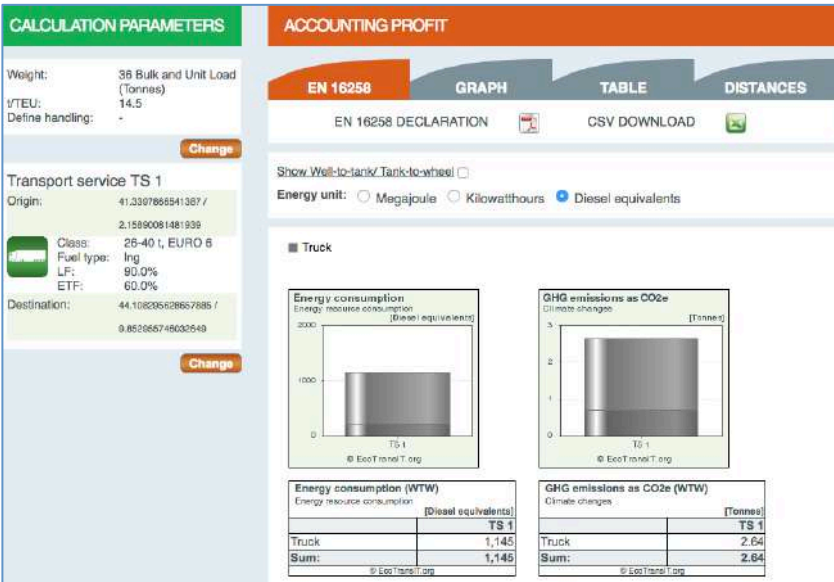 CALCULATION PARAMETERS
Weight: 36 Bulk and Unit Load (Tonnes)
t/TEU: 14.5
Define handling: -
Change
Transport service TS 1
Origin: 41.3397866541387 /
2.15890081481939
Class: 26-40 t, EURO 6
Fuel type: lng
LF: 90.0%
ETF: 60.0%
Destination: 44.108295628657885 /
9.852965746032649
Change
ACCOUNTING PROFIT
EN 16258 GRAPH TABLE DISTANCES
EN 16258 DECLARATION CSV DOWNLOAD
Show Well-to-tank/ Tank-to-wheel
Energy unit: Megajoule Kilowatthours Diesel equivalents
Truck
Energy consumption
Energy resource consumption
[Diesel equivalents]
2000
1000
0
TS 1
© EcoTransIT.org
GHG emissions as CO2e
Climate changes
[Tonnes]
3
2
1
0
TS 1
© EcoTransIT.org
Energy consumption (WTW)
Energy resource consumption
[Diesel equivalents]
TS 1
Truck 1,145
Sum: 1,145
© EcoTransIT.org
GHG emissions as CO2e (WTW)
Climate changes
[Tonnes]
TS 1
Truck 2.64
Sum: 2.64
© EcoTransIT.org